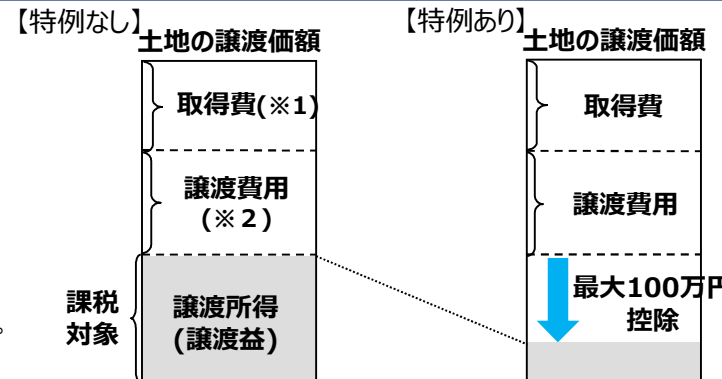 【特例なし】
土地の譲渡価額
取得費(※1)
譲渡費用
(※２)
課税
対象
譲渡所得
(譲渡益)
。
【特例あり】
土地の譲渡価額
取得費
譲渡費用
最大100万円
控除